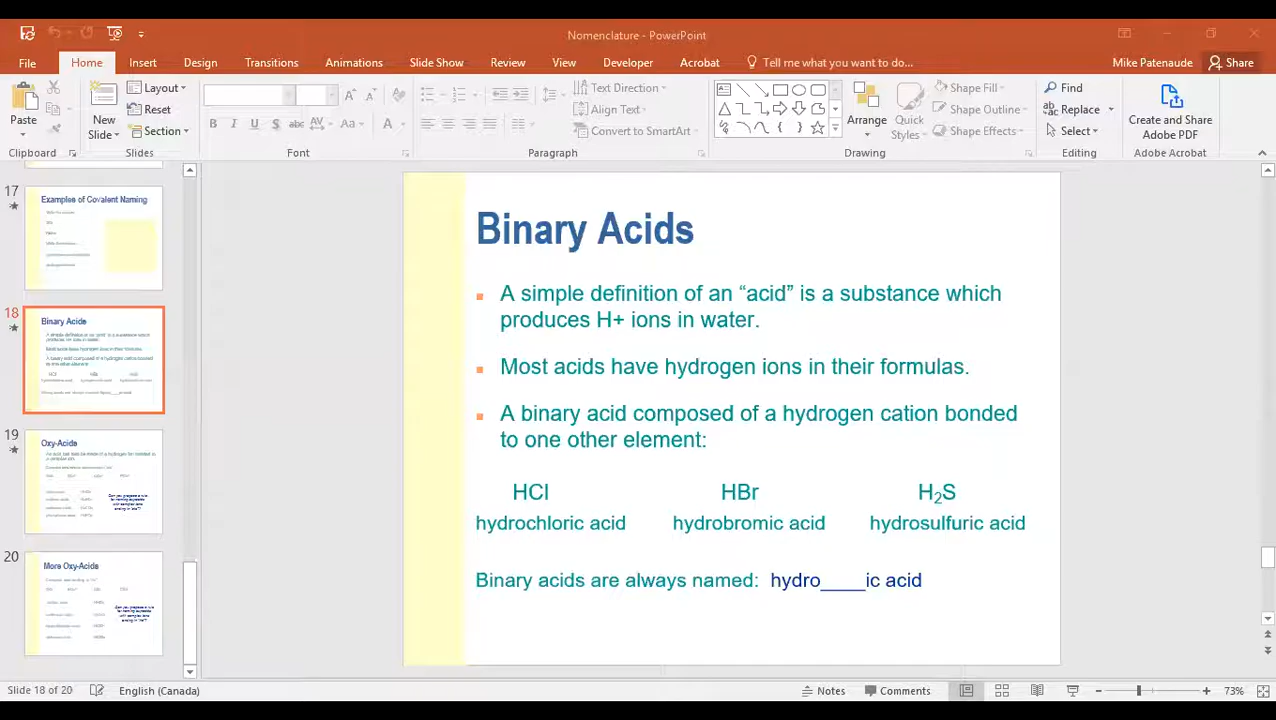 Nomenclature - PowerPoint
File Home Insert Design Transitions Animations Slide Show Review View Developer Acrobat Tell me what you want to do... Mike Patenaude Share
Paste
New
Slide
Layout
Reset
Section
B I U S abc AV Aa A
Text Direction
Align Text
Convert to SmartArt
Arrange
Quick
Styles
Shape Fill
Shape Outline
Shape Effects
Find
Replace
Select
Create and Share
Adobe PDF
Clipboard Slides Font Paragraph Drawing Editing Adobe Acrobat
17
Examples of Covalent Naming
18
Binary Acids
19
Oxy-Acids
20
More Oxy-Acids
Binary Acids
A simple definition of an “acid” is a substance which
produces H+ ions in water.
Most acids have hydrogen ions in their formulas.
A binary acid composed of a hydrogen cation bonded
to one other element:
HCl HBr H₂S
hydrochloric acid hydrobromic acid hydrosulfuric acid
Binary acids are always named: hydro____ic acid
Slide 18 of 20 English (Canada) Notes Comments 73%